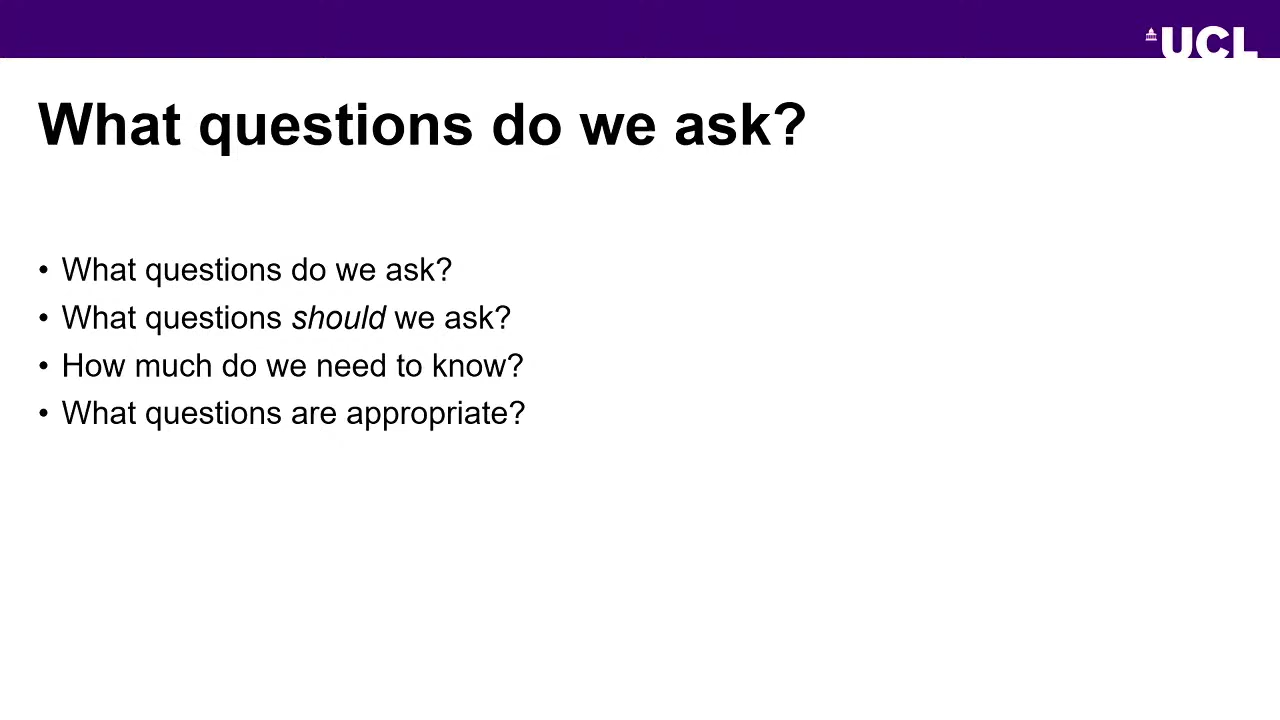 UCL
What questions do we ask?
• What questions do we ask?
• What questions should we ask?
• How much do we need to know?
• What questions are appropriate?